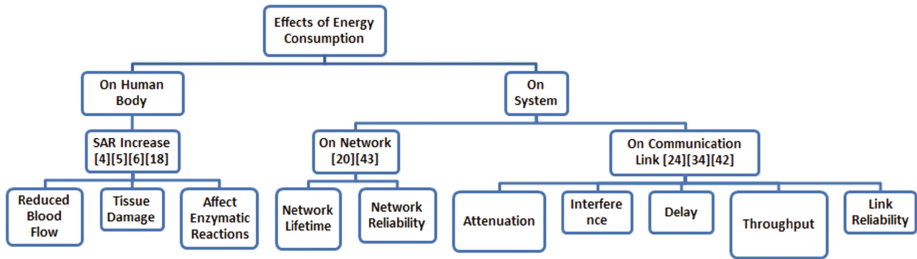 Effects of Energy
Consumption
On Human
Body
On
System
SAR Increase
[4][5][6][18]
On Network
[20][43]
On Communication
Link [24][34][42]
Reduced
Blood
Flow
Tissue
Damage
Affect
Enzymatic
Reactions
Network
Lifetime
Network
Reliability
Attenuation
Interfere
nce
Delay
Throughput
Link
Reliability